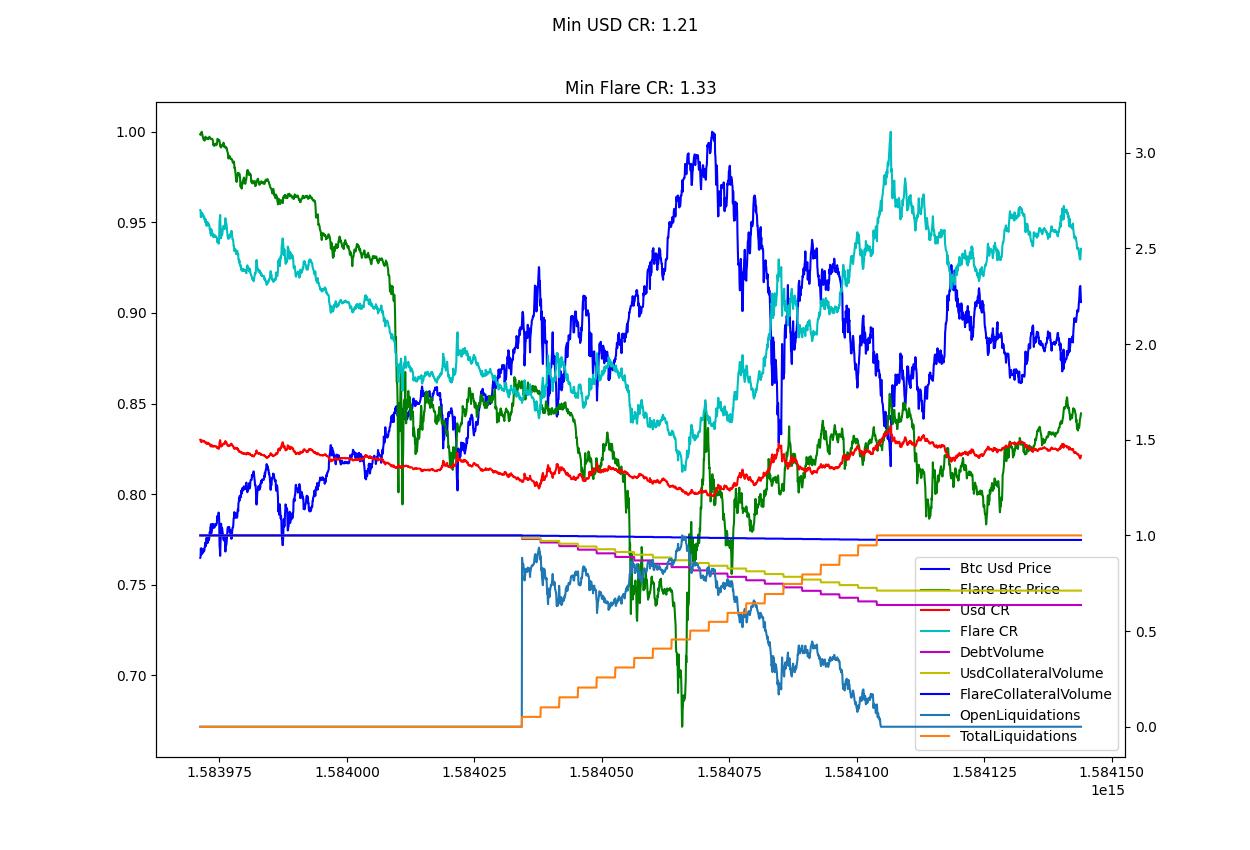 Min USD CR: 1.21
Min Flare CR: 1.33
1.00
0.95
0.90
0.85
0.80
0.75
0.70
3.0
2.5
2.0
1.5
1.0
0.5
0.0
Btc Usd Price
Flare Btc Price
Usd CR
Flare CR
DebtVolume
UsdCollateralVolume
FlareCollateralVolume
OpenLiquidations
TotalLiquidations
1.583975 1.584000 1.584025 1.584050 1.584075 1.584100 1.584125 1.584150
1e15